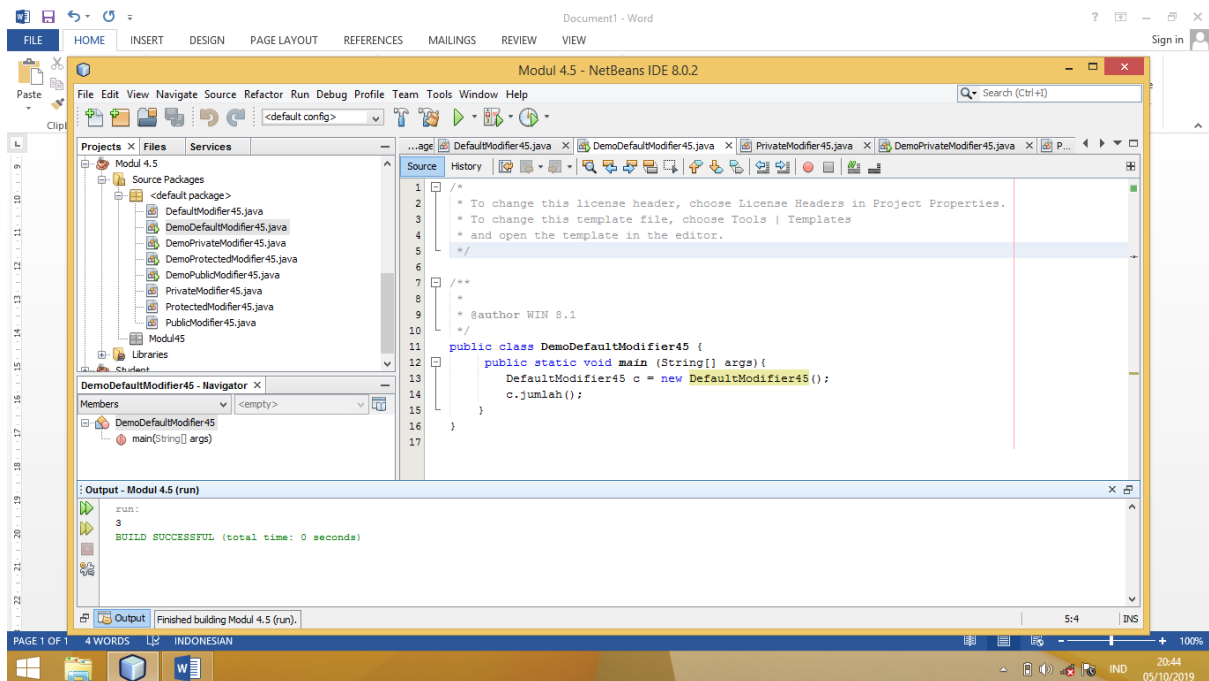 Document1 - Word
FILE HOME INSERT DESIGN PAGE LAYOUT REFERENCES MAILINGS REVIEW VIEW Sign in
Paste
Modul 4.5 - NetBeans IDE 8.0.2
File Edit View Navigate Source Refactor Run Debug Profile Team Tools Window Help
Search (Ctrl+I)
<default config>
Projects Files Services
...age DefaultModifier45.java DemoDefaultModifier45.java PrivateModifier45.java DemoPrivateModifier45.java P...
Source History
Modul 4.5
Source Packages
<default package>
DefaultModifier45.java
DemoDefaultModifier45.java
DemoPrivateModifier45.java
DemoProtectedModifier45.java
DemoPublicModifier45.java
PrivateModifier45.java
ProtectedModifier45.java
PublicModifier45.java
Modul45
Libraries
Student
DemoDefaultModifier45 - Navigator
Members <empty>
DemoDefaultModifier45
main(String[] args)
1 /*
2 * To change this license header, choose License Headers in Project Properties.
3 * To change this template file, choose Tools | Templates
4 * and open the template in the editor.
5 */
6
7 /**
8 *
9 * @author WIN 8.1
10 */
11 public class DemoDefaultModifier45 {
12 public static void main (String[] args){
13 DefaultModifier45 c = new DefaultModifier45();
14 c.jumlah();
15 }
16 }
17
Output - Modul 4.5 (run)
run:
3
BUILD SUCCESSFUL (total time: 0 seconds)
Output Finished building Modul 4.5 (run). 5:4 INS
PAGE 1 OF 1 4 WORDS INDONESIAN 100%
IND 20:44
05/10/2019